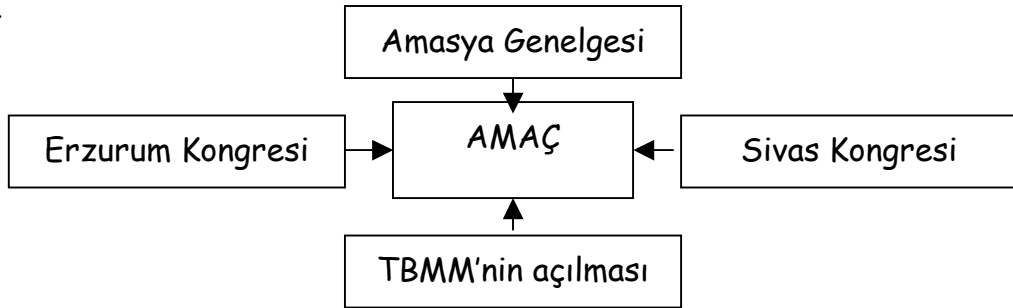 Amasya Genelgesi
Erzurum Kongresi
AMAÇ
Sivas Kongresi
TBMM'nin açılması